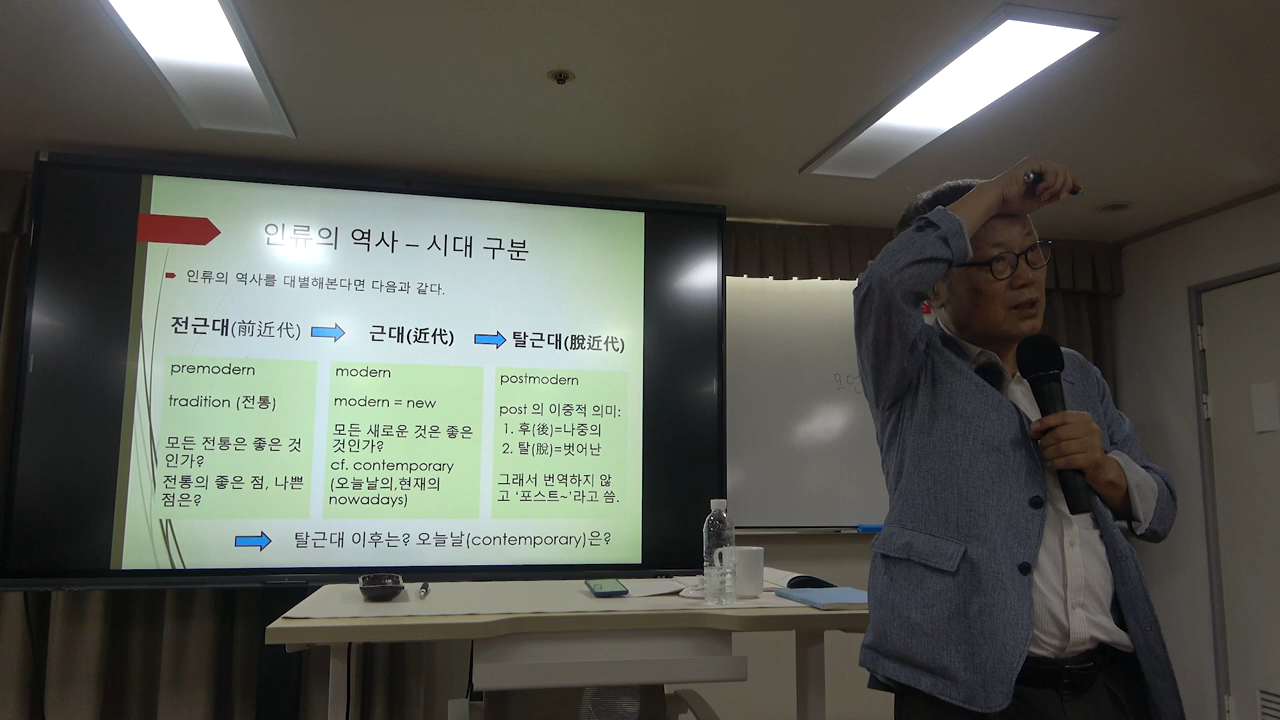 인류의 역사 – 시대 구분
인류의 역사를 대별해본다면 다음과 같다.
전근대(前近代)
근대(近代)
탈근대(脫近代)
premodern
tradition (전통)
모든 전통은 좋은 것
인가?
전통의 좋은 점, 나쁜
점은?
modern
modern = new
모든 새로운 것은 좋은
것인가?
cf. contemporary
(오늘날의,현재의
nowadays)
postmodern
post 의 이중적 의미:
1. 후(後)=나중의
2. 탈(脫)=벗어난
그래서 번역하지 않
고 ‘포스트~’라고 씀.
탈근대 이후는? 오늘날(contemporary)은?